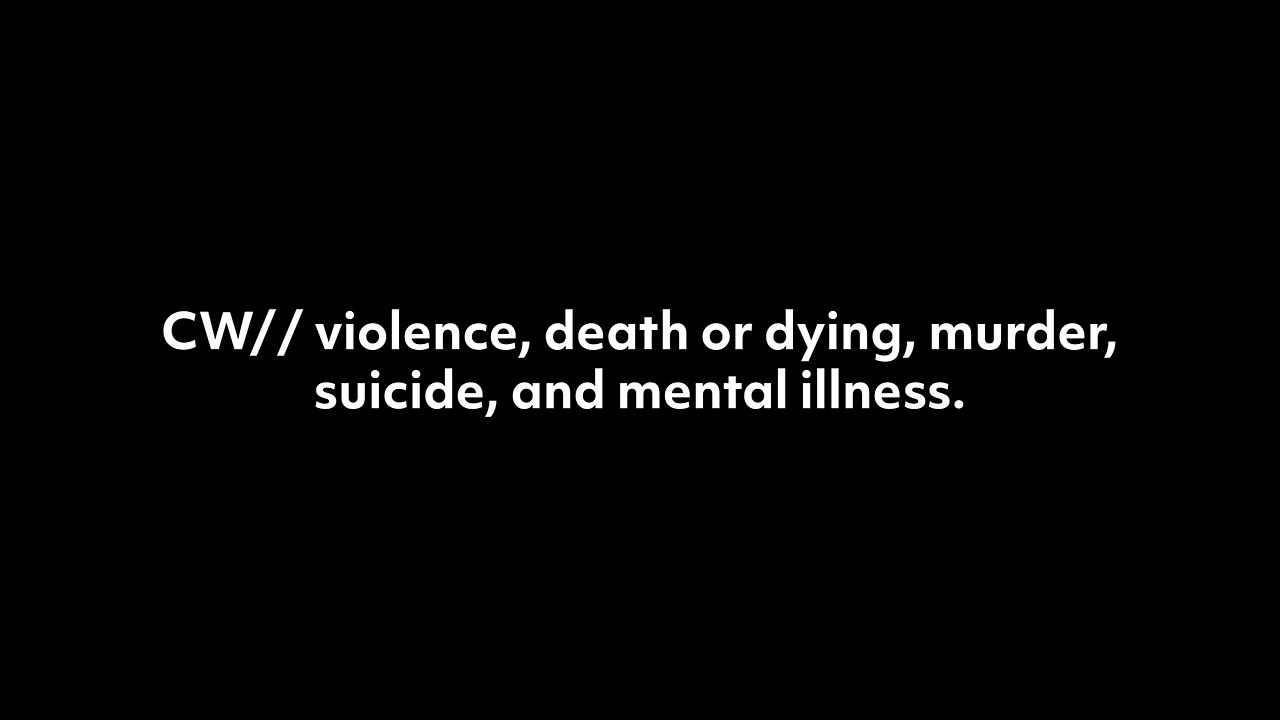 CW// violence, death or dying, murder,
suicide, and mental illness.